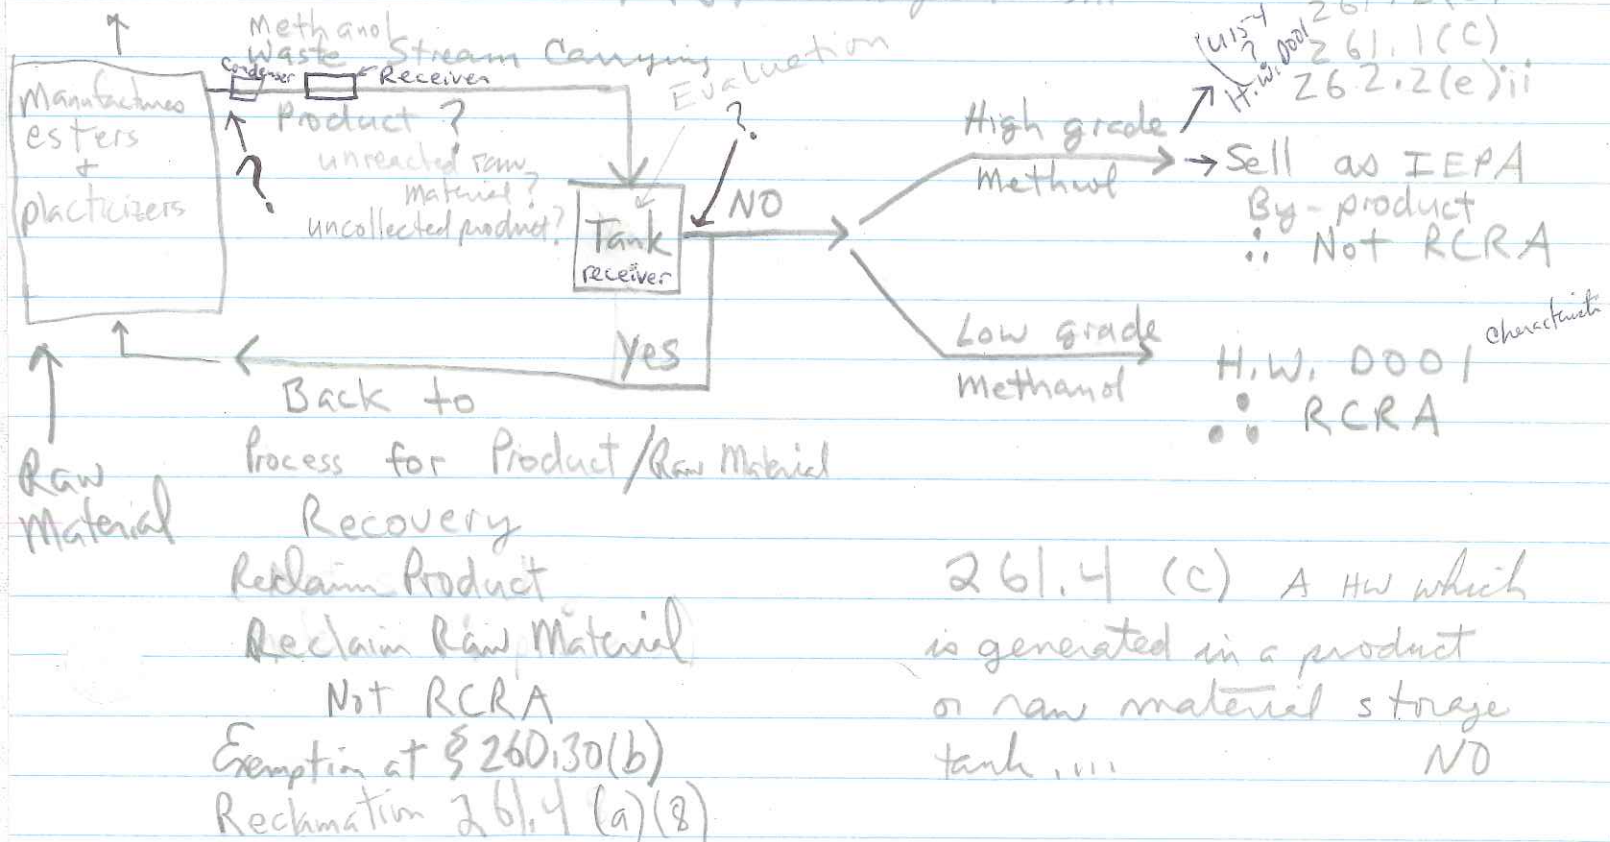 Methanol
Waste Stream Carrying
Condenser
Receiver
Product ?
unreacted raw
material ?
uncollected product ?
?
Manufactures
esters
+
placticizers
Evaluation
?
Tank
receiver
NO
yes
High grade
Methanol
(U154
?
H.W. D001
261.1(C)
262.2(e)ii
Sell as IEPA
By-product
∴ Not RCRA
Low grade
Methanol
characteristic
H.W. D001
∴ RCRA
Raw
Material
Back to
Process for Product/Raw Material
Recovery
Reclaim Product
Reclaim Raw Material
Not RCRA
Exemption at § 260.30(b)
Reclamation 261.4 (a)(8)
261.4 (C) A HW which
is generated in a product
or raw material storage
tank .... NO